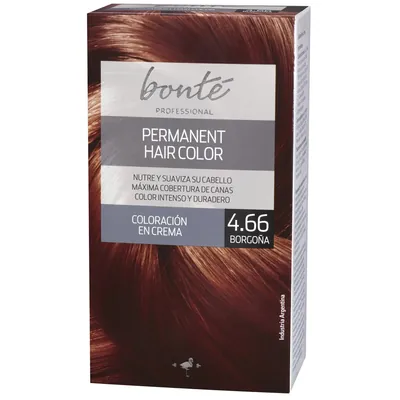 bonté
PROFESSIONAL
PERMANENT
HAIR COLOR
NUTRE Y SUAVIZA SU CABELLO
MÁXIMA COBERTURA DE CANAS
COLOR INTENSO Y DURADERO
COLORACIÓN
EN CREMA
4.66
BORGOÑA
Industria Argentina